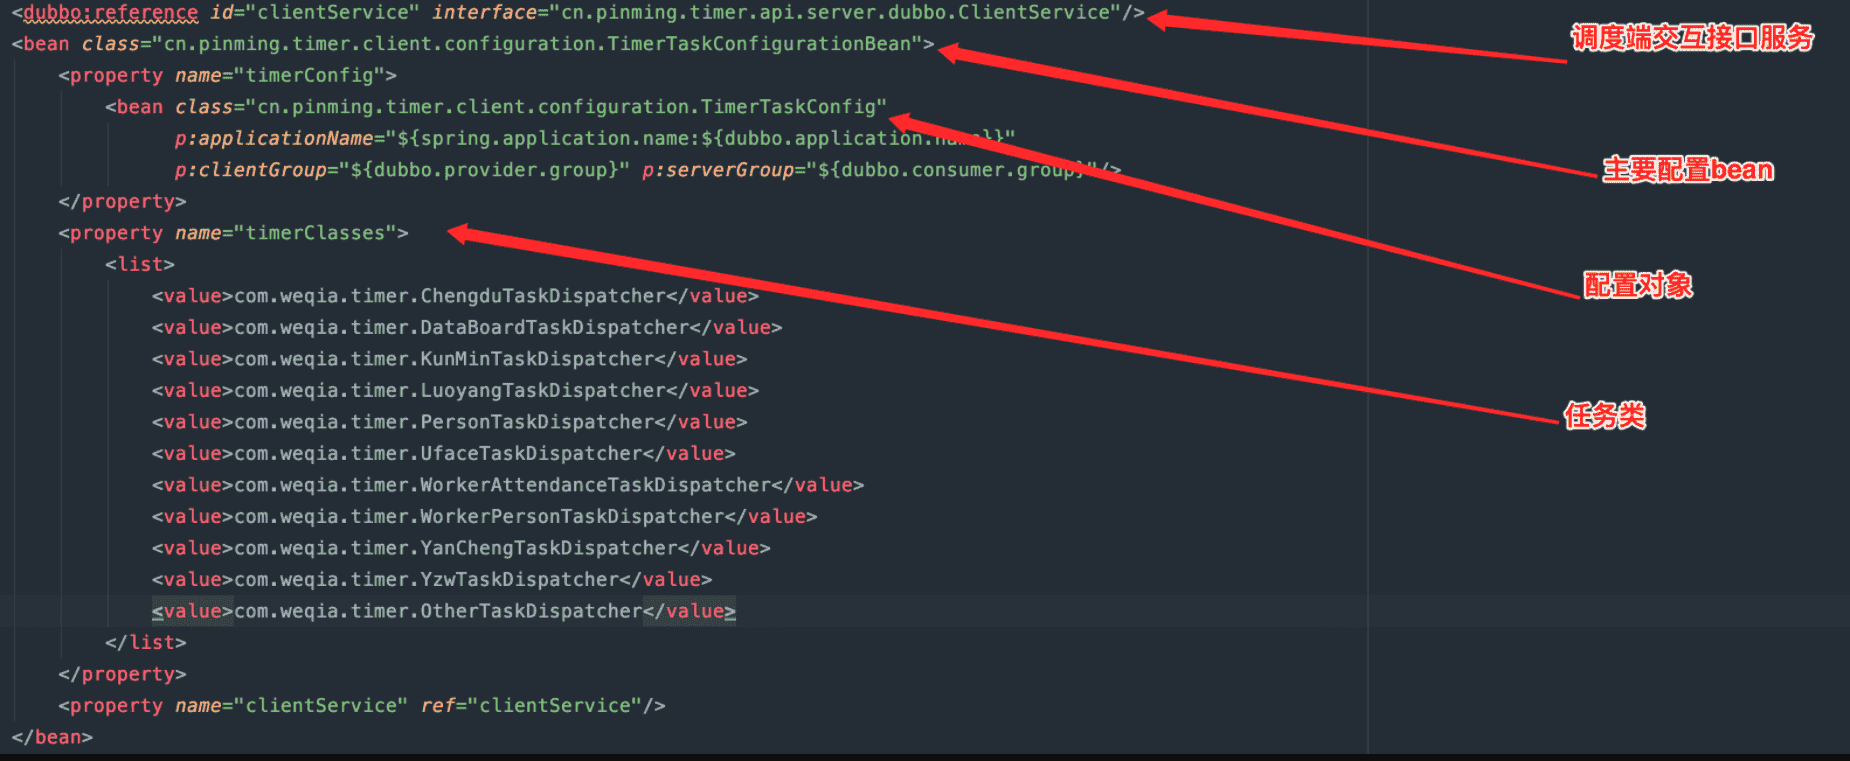 <dubbo:reference id="clientService" interface="cn.pinming.timer.api.server.dubbo.ClientService"/>
调度端交互接口服务
<bean class="cn.pinming.timer.client.configuration.TimerTaskConfigurationBean">
<property name="timerConfig">
<bean class="cn.pinming.timer.client.configuration.TimerTaskConfig"
p:applicationName="${spring.application.name:${dubbo.application.name}}"
p:clientGroup="${dubbo.provider.group}" p:serverGroup="${dubbo.consumer.group}"/>
主要配置bean
</property>
<property name="timerClasses">
<list>
配置对象
<value>com.weqia.timer.ChengduTaskDispatcher</value>
<value>com.weqia.timer.DataBoardTaskDispatcher</value>
<value>com.weqia.timer.KunMinTaskDispatcher</value>
<value>com.weqia.timer.LuoyangTaskDispatcher</value>
<value>com.weqia.timer.PersonTaskDispatcher</value>
任务类
<value>com.weqia.timer.UfaceTaskDispatcher</value>
<value>com.weqia.timer.WorkerAttendanceTaskDispatcher</value>
<value>com.weqia.timer.WorkerPersonTaskDispatcher</value>
<value>com.weqia.timer.YanChengTaskDispatcher</value>
<value>com.weqia.timer.YzwTaskDispatcher</value>
<value>com.weqia.timer.OtherTaskDispatcher</value>
</list>
</property>
<property name="clientService" ref="clientService"/>
</bean>